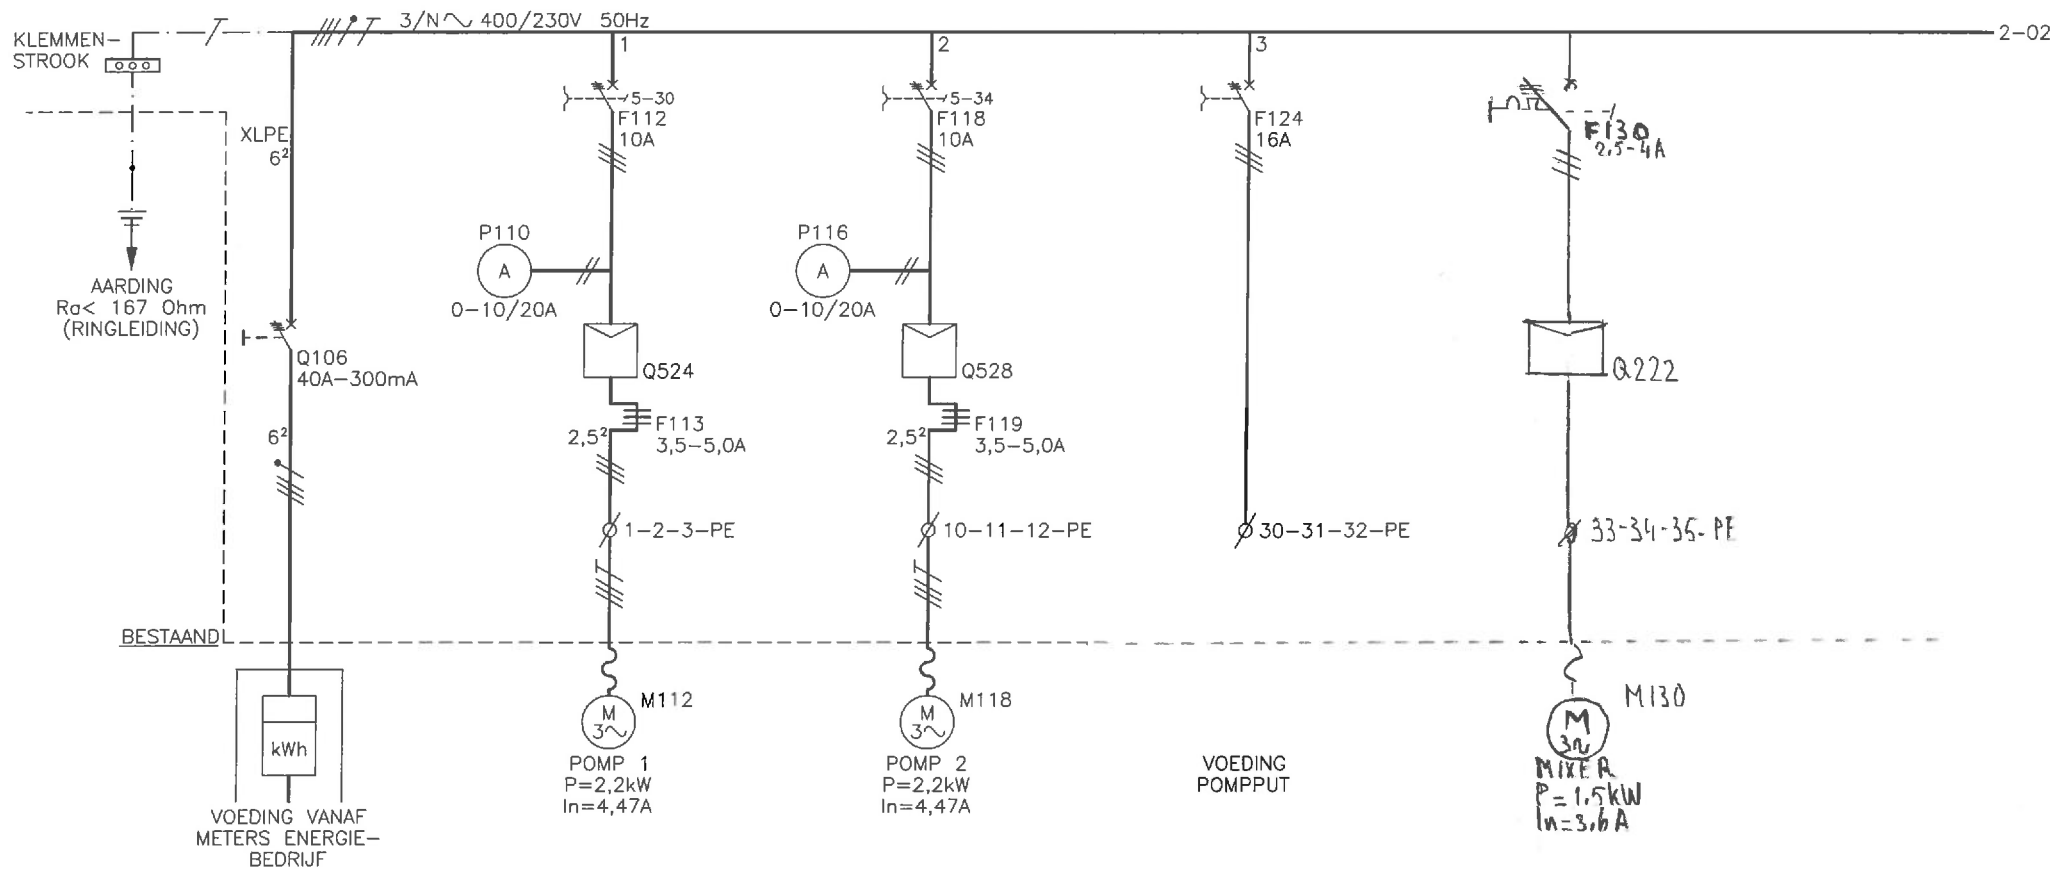 3/N 400/230V 50Hz
KLEMMEN-
STROOK
1
2
3
2-02
5-30
F112
10A
5-34
F118
10A
F124
16A
F130
2,5-4A
XLPE
6²
P110
A
0-10/20A
P116
A
0-10/20A
AARDING
Ra< 167 Ohm
(RINGLEIDING)
Q106
40A-300mA
Q524
Q528
Q222
6²
2,5²
F113
3,5-5,0A
2,5²
F119
3,5-5,0A
1-2-3-PE
10-11-12-PE
30-31-32-PE
33-34-35-PE
BESTAAND
M112
M
3
M118
M
3
M130
M
3
kWh
POMP 1
P=2,2kW
In=4,47A
POMP 2
P=2,2kW
In=4,47A
VOEDING
POMPPUT
MIXER
P=1,5kW
In=3,6A
VOEDING VANAF
METERS ENERGIE-
BEDRIJF